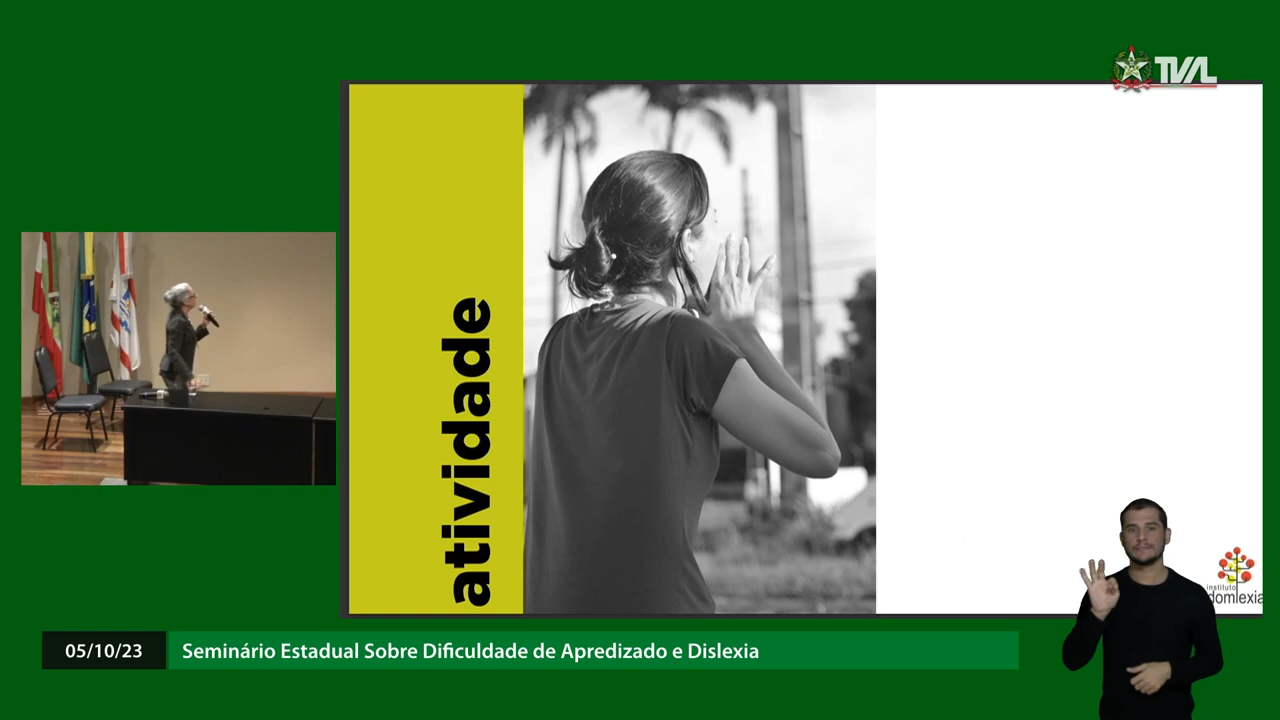 TVAL
atividade
instituto
domlexia
05/10/23
Seminário Estadual Sobre Dificuldade de Apredizado e Dislexia